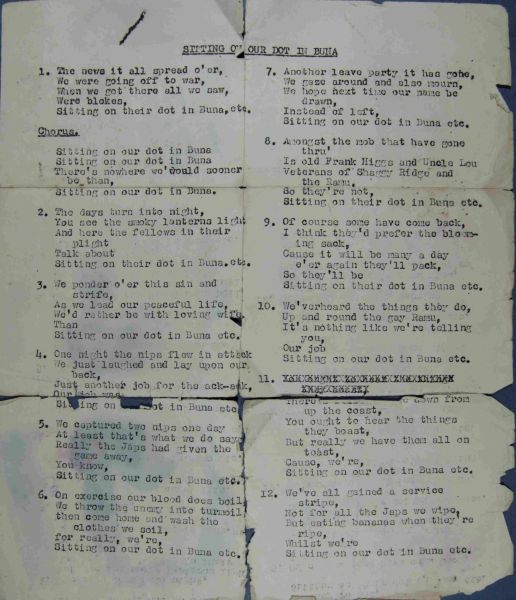 SITTING O OUR DOT IN BUNA
1. The news it all spread o'er,
We were going off to war,
When we got there all we saw,
Were blokes,
Sitting on their dot in Buna,etc.
Chorus.
Sitting on our dot in Buna
Sitting on our dot in Buna
There's nowhere we'd would sooner
be than,
Sitting on our dot in Buna.
2. The days turn into night,
You see the smoky lanterns light
And here the fellows in their
plight
Talk about
Sitting on their dot in Buna.etc.
3. We ponder o'er this sin and
strife,
As we lead our peaceful life,
We'd rather be with loving wife
Than
Sitting on our dot in Buna etc.
4. One night the nips flew in attack
We just laughed and lay upon our
back,
Just another job for the ack-ack,
Our job was
Sitting on dot in Buna etc.
5. We captured two nips one day
At least that's what we do say,
Really the Japs had given the
game away,
You know,
Sitting on our dot in Buna etc.
6. On exercise our blood does boil
We throw the enemy into turmoil
then come home and wash the
clothes we soil,
for really, we're,
Sitting on our dot in Buna etc.
7. Another leave party it has gone,
We gaze around and also mourn,
We hope next time our name be
drawn,
Instead of left,
Sitting on our dot in Buna etc.
8. Amongst the mob that have gone
thru'
Is old Frank Higgs and Uncle Lou
Veterans of Shaggy Ridge and
the Ramu,
So they're not,
Sitting on their dot in Buna etc.
9. Of course some have come back,
I think they'd prefer the bloom-
ing sack,
Cause it will be many a day
e'er again they'll pack,
So they'll be
Sitting on our dot in Buna etc.
10. We'verheard the things they do,
Up and round the gay Ramu,
It's nothing like we're telling
you,
Our job
Sitting on our dot in Buna etc.
11.
down from
up the coast,
You ought to hear the things
they boast,
But really we have them all on
toast,
Cause, we're,
Sitting on our dot in Buna etc.
12. We've all gained a service
stripe,
Not for all the Japs we wipe,
But eating bananas when they're
ripe,
Whilst we're
Sitting on our dot in Buna etc.